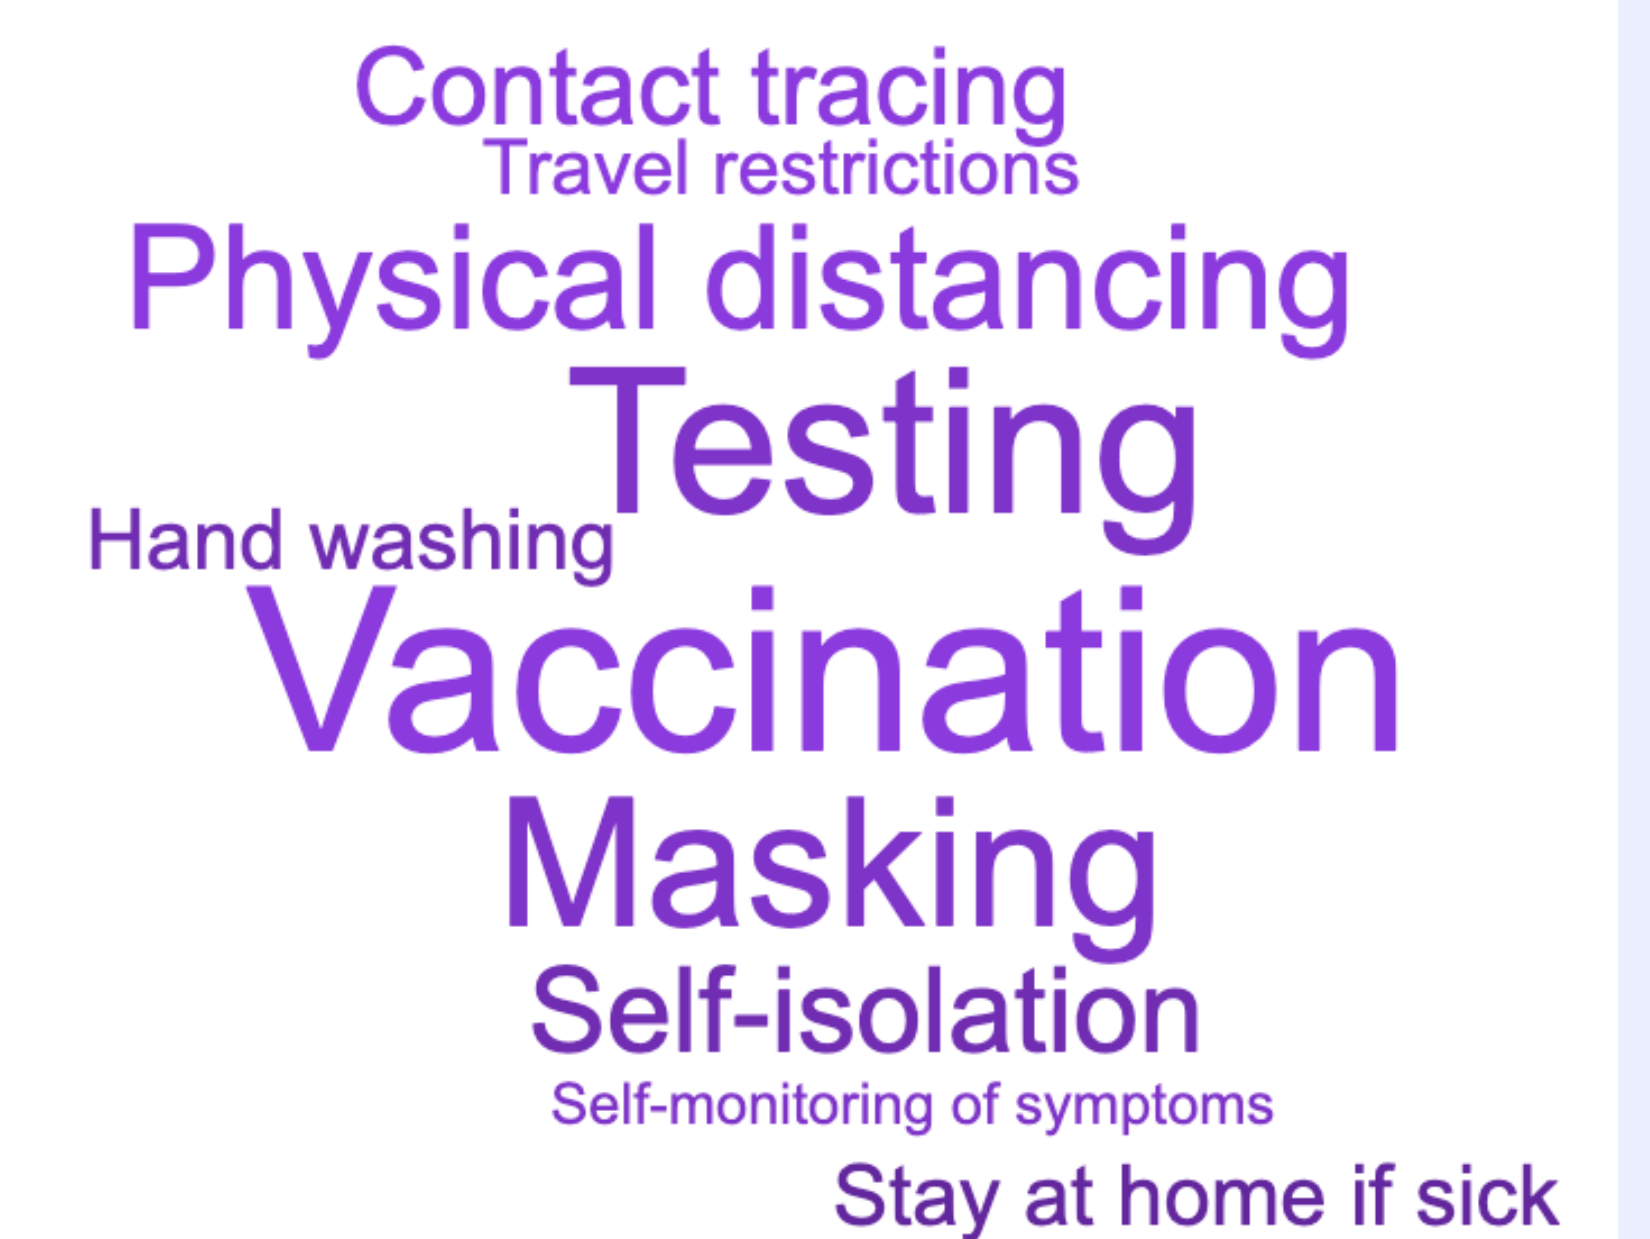 Contact tracing
Travel restrictions
Physical distancing
Testing
Hand washing
Vaccination
Masking
Self-isolation
Self-monitoring of symptoms
Stay at home if sick